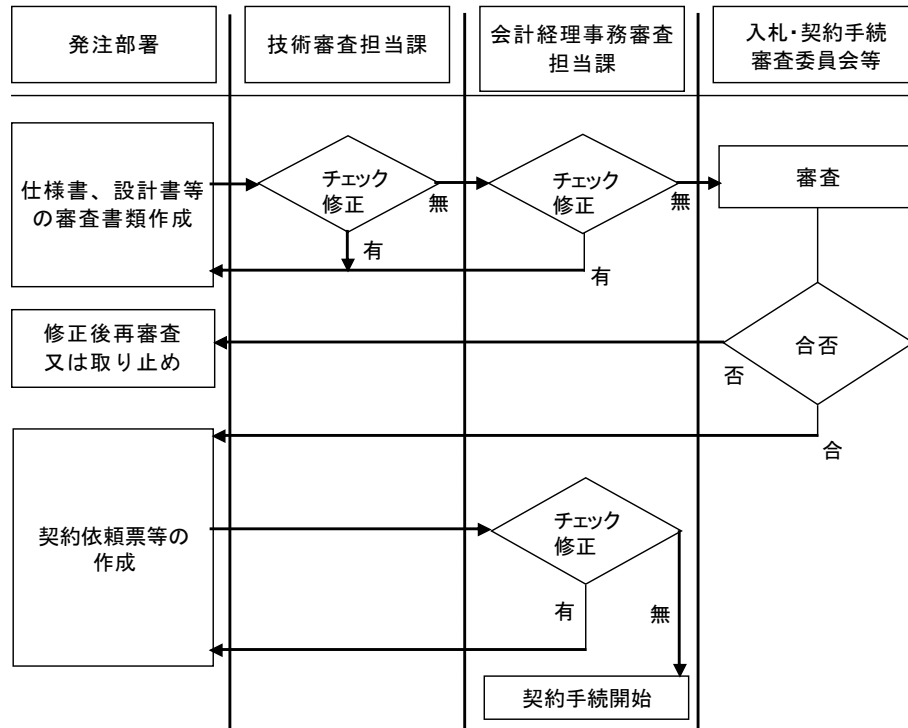 発注部署
技術審査担当課
会計経理事務審査
担当課
入札・契約手続
審査委員会等
仕様書、設計書等
の審査書類作成
チェック
修正
無
有
チェック
修正
無
有
審査
修正後再審査
又は取り止め
合否
否
合
契約依頼票等の
作成
チェック
修正
有
無
契約手続開始